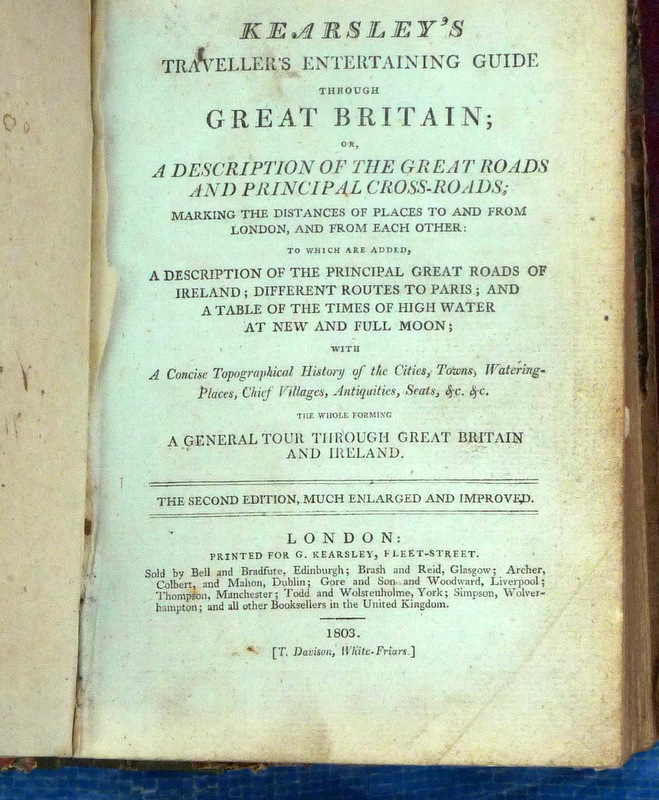 KEARSLEY'S
TRAVELLER'S ENTERTAINING GUIDE
THROUGH
GREAT BRITAIN;
OR,
A DESCRIPTION OF THE GREAT ROADS
AND PRINCIPAL CROSS-ROADS;
MARKING THE DISTANCES OF PLACES TO AND FROM
LONDON, AND FROM EACH OTHER:
TO WHICH ARE ADDED,
A DESCRIPTION OF THE PRINCIPAL GREAT ROADS OF
IRELAND; DIFFERENT ROUTES TO PARIS; AND
A TABLE OF THE TIMES OF HIGH WATER
AT NEW AND FULL MOON;
WITH
A Concise Topographical History of the Cities, Towns, Watering-
Places, Chief Villages, Antiquities, Seats, &c. &c.
THE WHOLE FORMING
A GENERAL TOUR THROUGH GREAT BRITAIN
AND IRELAND.
THE SECOND EDITION, MUCH ENLARGED AND IMPROVED.
LONDON:
PRINTED FOR G. KEARSLEY, FLEET-STREET.
Sold by Bell and Bradfute, Edinburgh; Brash and Reid, Glasgow; Archer,
Colbert, and Mahon, Dublin; Gore and Son and Woodward, Liverpool;
Thompson, Manchester; Todd and Wolstenholme, York; Simpson, Wolver-
hampton; and all other Booksellers in the United Kingdom.
1803.
[T. Davison, White-Friars.]